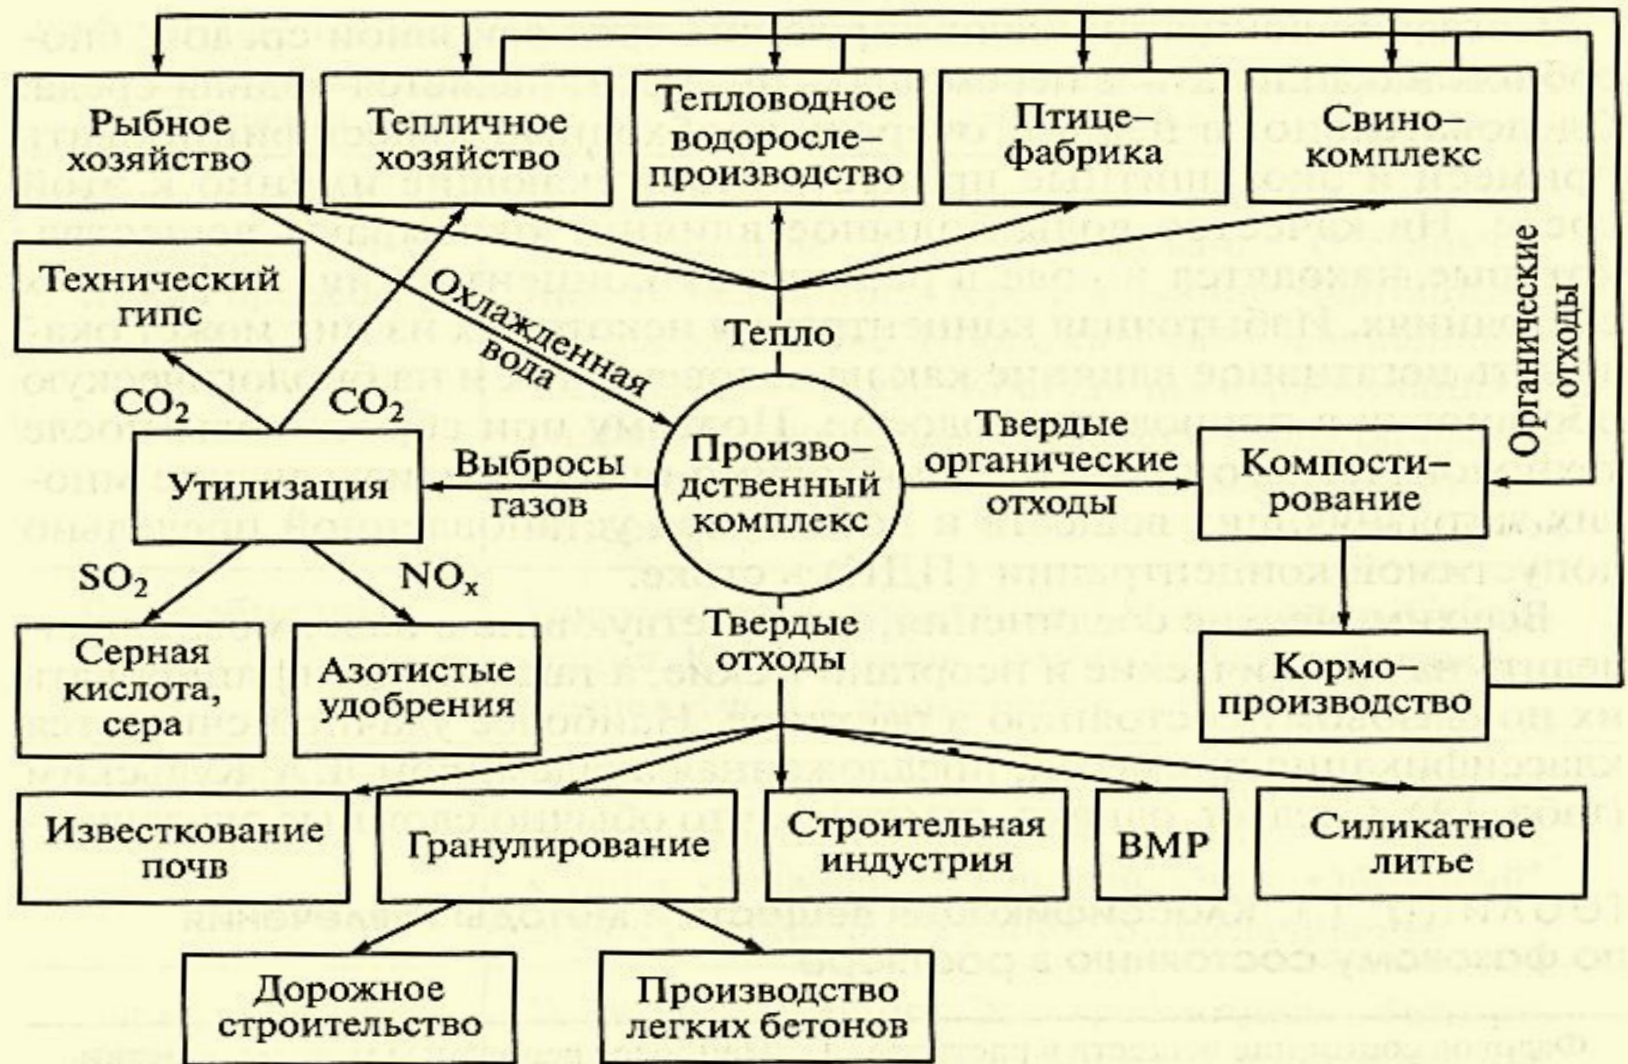 Рыбное
хозяйство
Тепличное
хозяйство
Тепловодное
водоросле–
производство
Птице–
фабрика
Свино–
комплекс
Технический
гипс
Охлажденная
вода
Тепло
Органические
отходы
CO₂
CO₂
Утилизация
Выбросы
газов
Произво–
дственный
комплекс
Твердые
органические
отходы
Компости–
рование
SO₂
NOₓ
Твердые
отходы
Серная
кислота,
сера
Азотистые
удобрения
Кормо–
производство
Известкование
почв
Гранулирование
Строительная
индустрия
ВМР
Силикатное
литье
Дорожное
строительство
Производство
легких бетонов